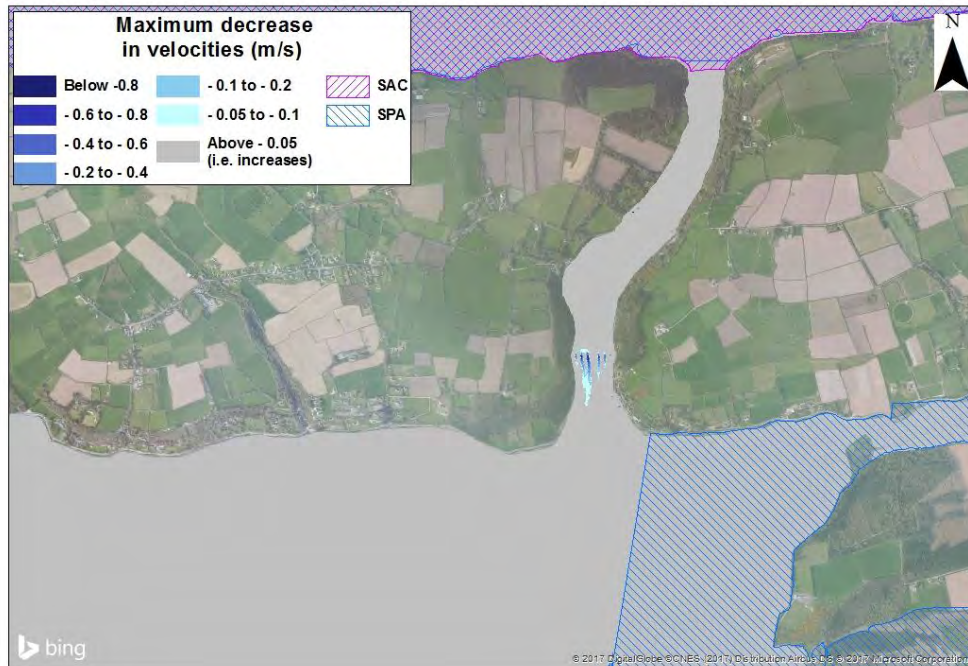 Maximum decrease
in velocities (m/s)
Below -0.8
- 0.6 to - 0.8
- 0.4 to - 0.6
- 0.2 to - 0.4
- 0.1 to - 0.2
- 0.05 to - 0.1
Above - 0.05
(i.e. increases)
SAC
SPA
N
bing
© 2017 DigitalGlobe ©CNES (2017) Distribution Airbus DS © 2017 Microsoft Corporation